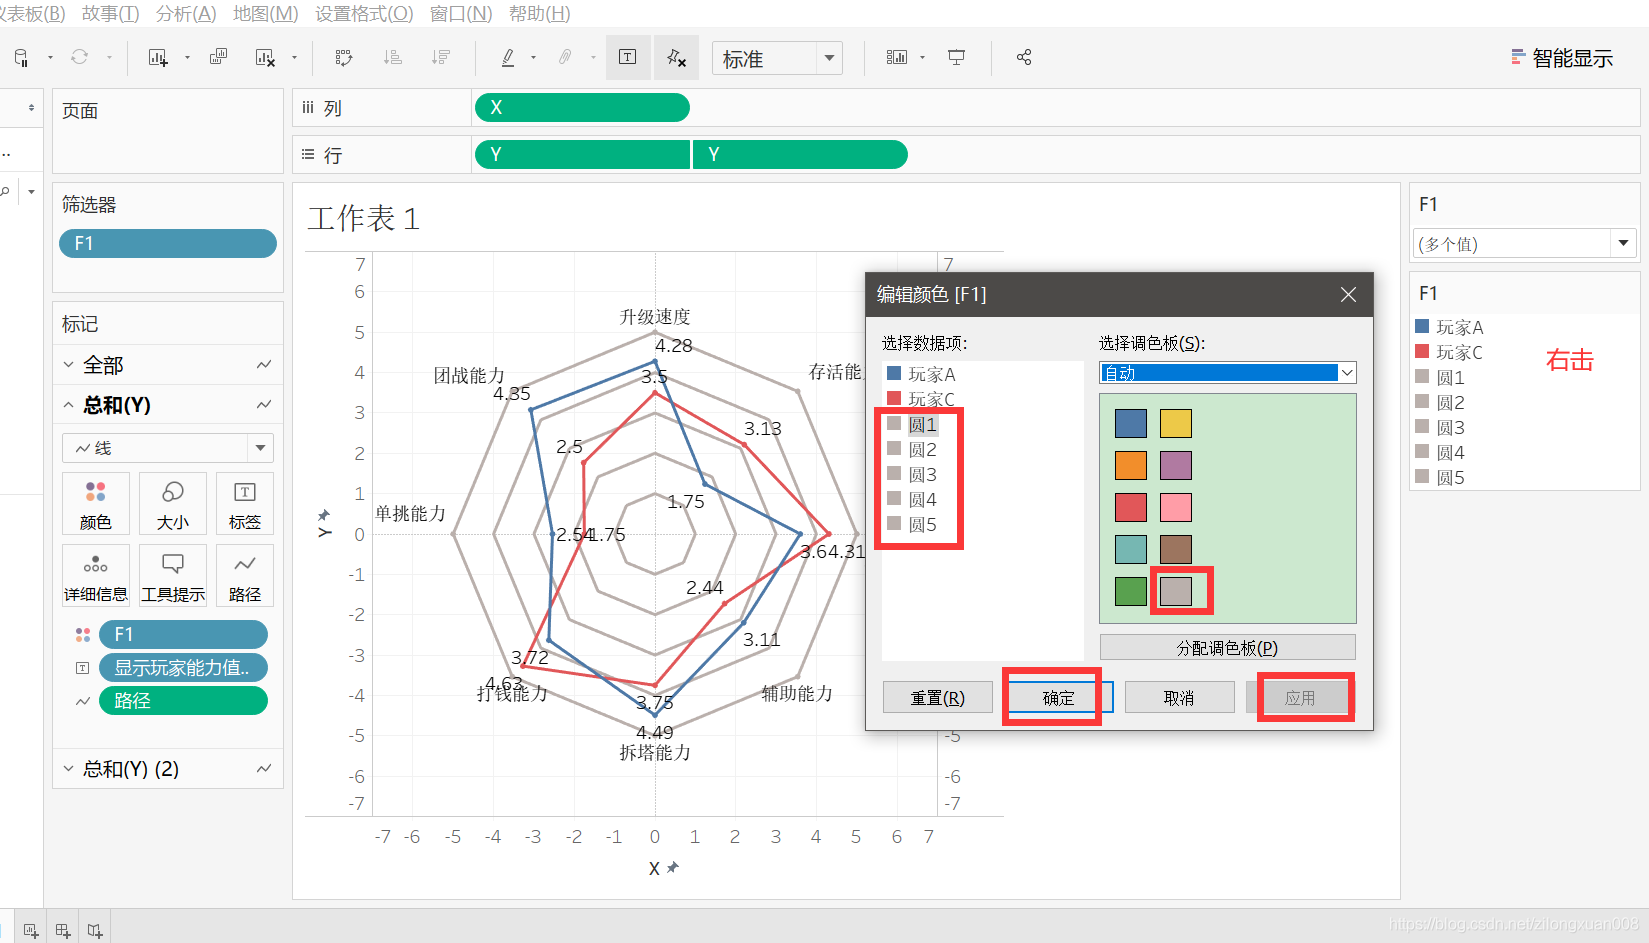 仪表板(B) 故事(T) 分析(A) 地图(M) 设置格式(O) 窗口(N) 帮助(H)
标准
智能显示
页面
筛选器
F1
标记
全部
总和(Y)
线
颜色
大小
标签
详细信息
工具提示
路径
F1
显示玩家能力值..
路径
总和(Y) (2)
列
X
行
Y
Y
工作表 1
7
6
5
4
3
2
1
0
-1
-2
-3
-4
-5
-6
-7
Y
升级速度
4.28
3.5
存活能
团战能力
4.35
3.13
2.5
1.75
单挑能力
2.54
1.75
3.64
4.31
2.44
3.11
3.72
4.63
打钱能力
辅助能力
3.75
4.49
拆塔能力
7
-5
-6
-7
-7 -6 -5 -4 -3 -2 -1 0 1 2 3 4 5 6 7
X
编辑颜色 [F1]
选择数据项:
玩家A
玩家C
圆1
圆2
圆3
圆4
圆5
选择调色板(S):
自动
分配调色板(P)
重置(R)
确定
取消
应用
F1
(多个值)
F1
玩家A
玩家C
圆1
圆2
圆3
圆4
圆5
右击
https://blog.csdn.net/zilongxuan008